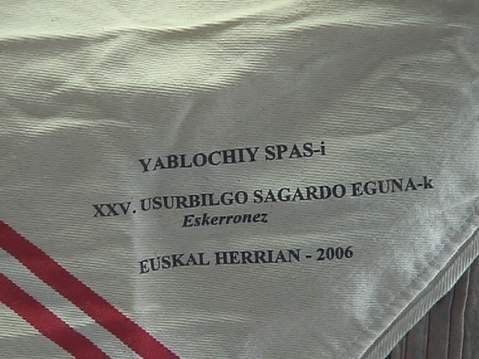 YABLOCHIY SPAS-i
XXV. USURBILGO SAGARDO EGUNA-k
Eskerronez
EUSKAL HERRIAN - 2006